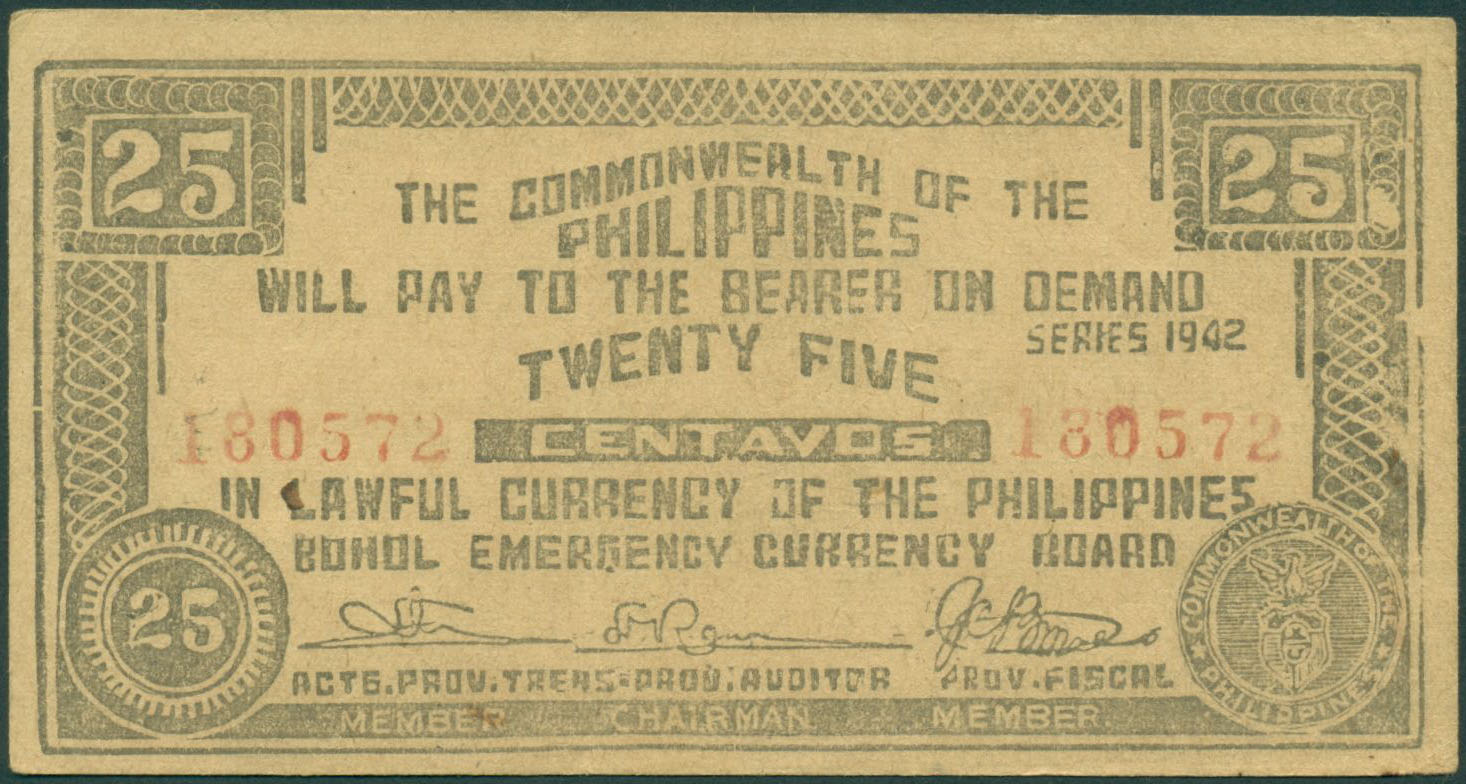 25 25
THE COMMONWEALTH OF THE
PHILIPPINES
WILL PAY TO THE BEARER ON DEMAND
SERIES 1942
TWENTY FIVE
180572 CENTAVOS 180572
IN LAWFUL CURRENCY OF THE PHILIPPINES
BOHOL EMERGENCY CURRENCY BOARD
25
COMMONWEALTH OF THE PHILIPPINES
ACTG.PROV.TREAS. PROV.AUDITOR PROV.FISCAL
MEMBER CHAIRMAN MEMBER